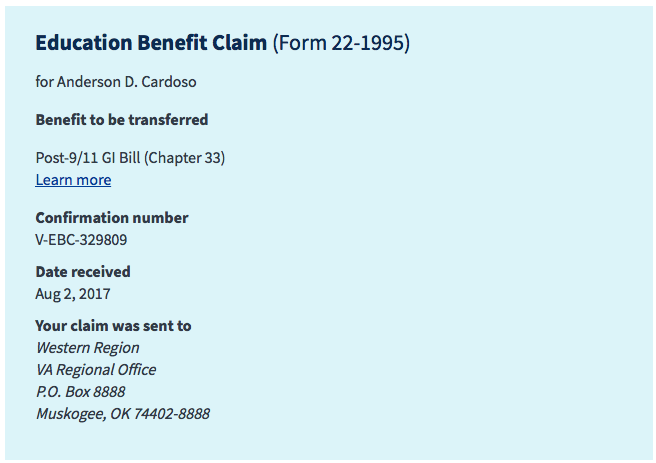 Education Benefit Claim (Form 22-1995)
for Anderson D. Cardoso
Benefit to be transferred
Post-9/11 GI Bill (Chapter 33)
Learn more
Confirmation number
V-EBC-329809
Date received
Aug 2, 2017
Your claim was sent to
Western Region
VA Regional Office
P.O. Box 8888
Muskogee, OK 74402-8888